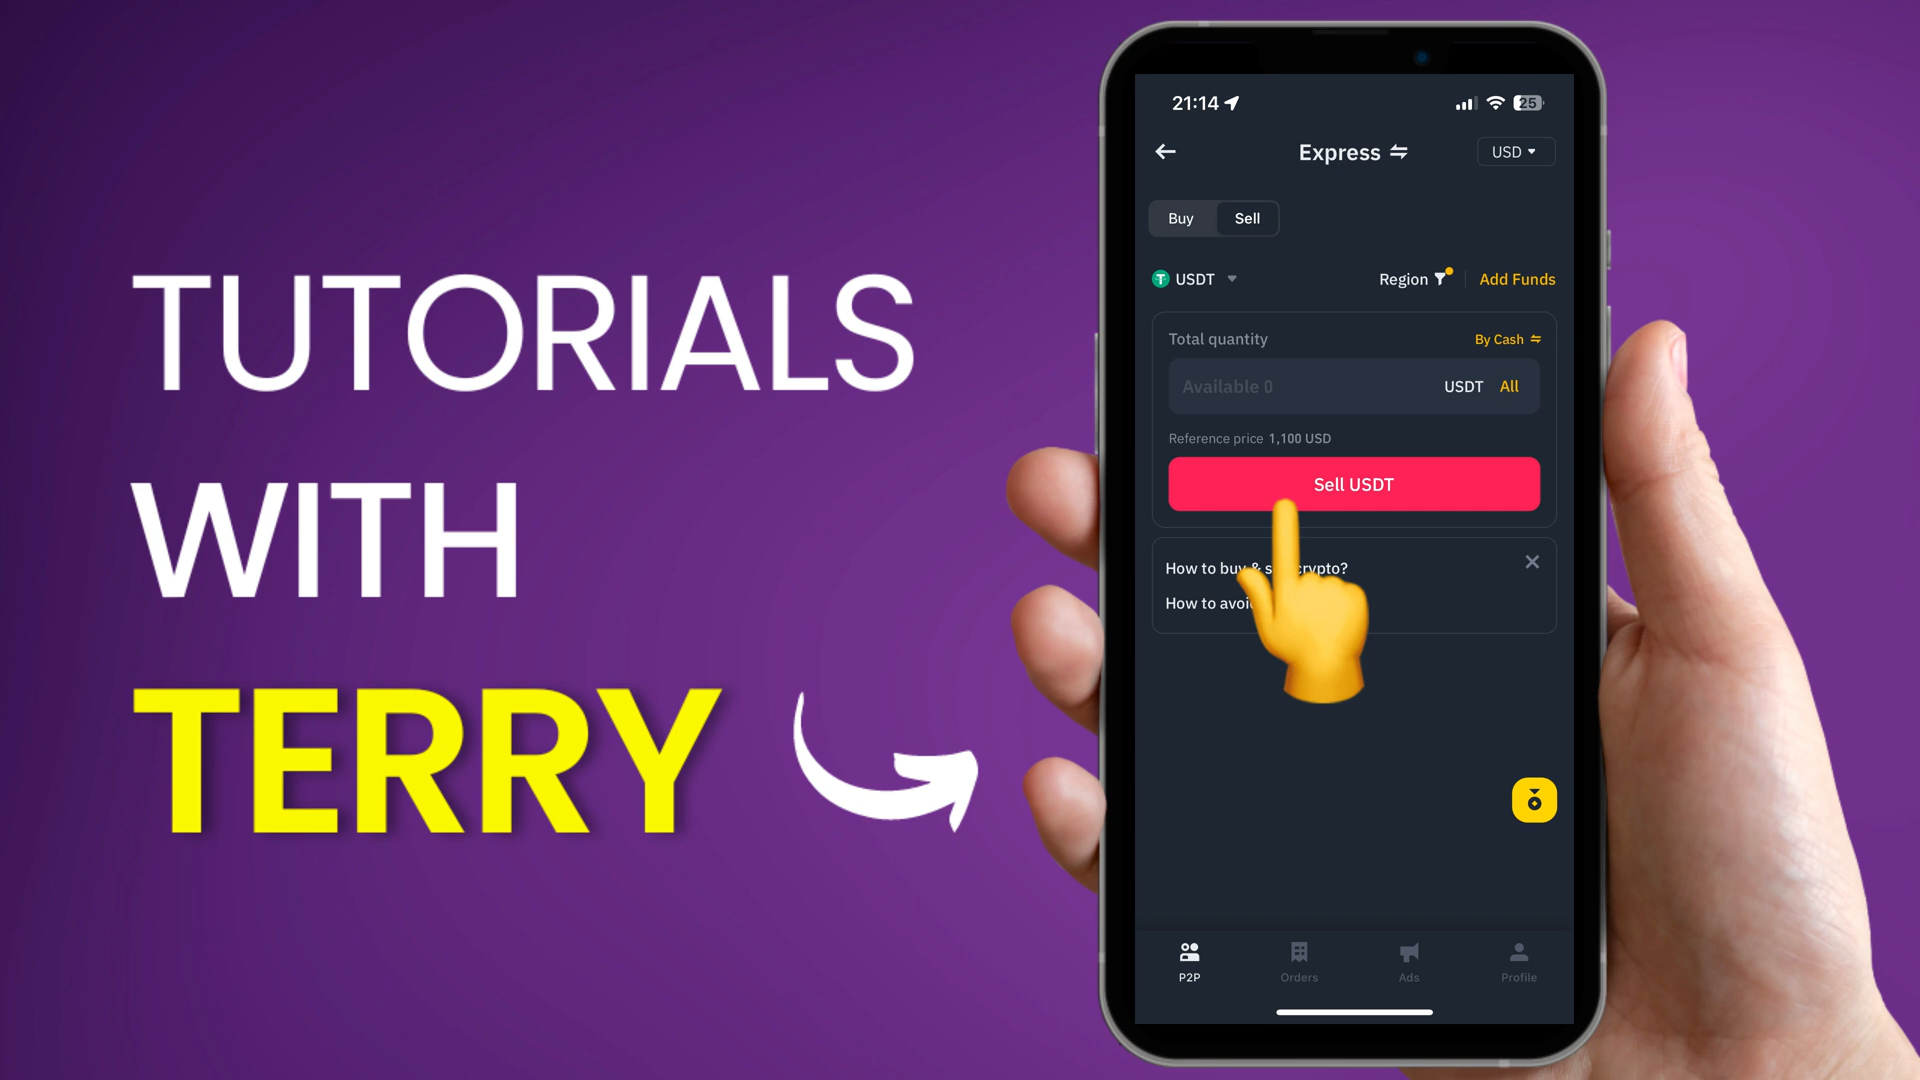 TUTORIALS
WITH
TERRY
21:14
25
Express
USD
Buy
Sell
USDT
Region
Add Funds
Total quantity
By Cash
Available 0
USDT
All
Reference price 1,100 USD
Sell USDT
How to buy & crypto?
How to
P2P
Orders
Ads
Profile